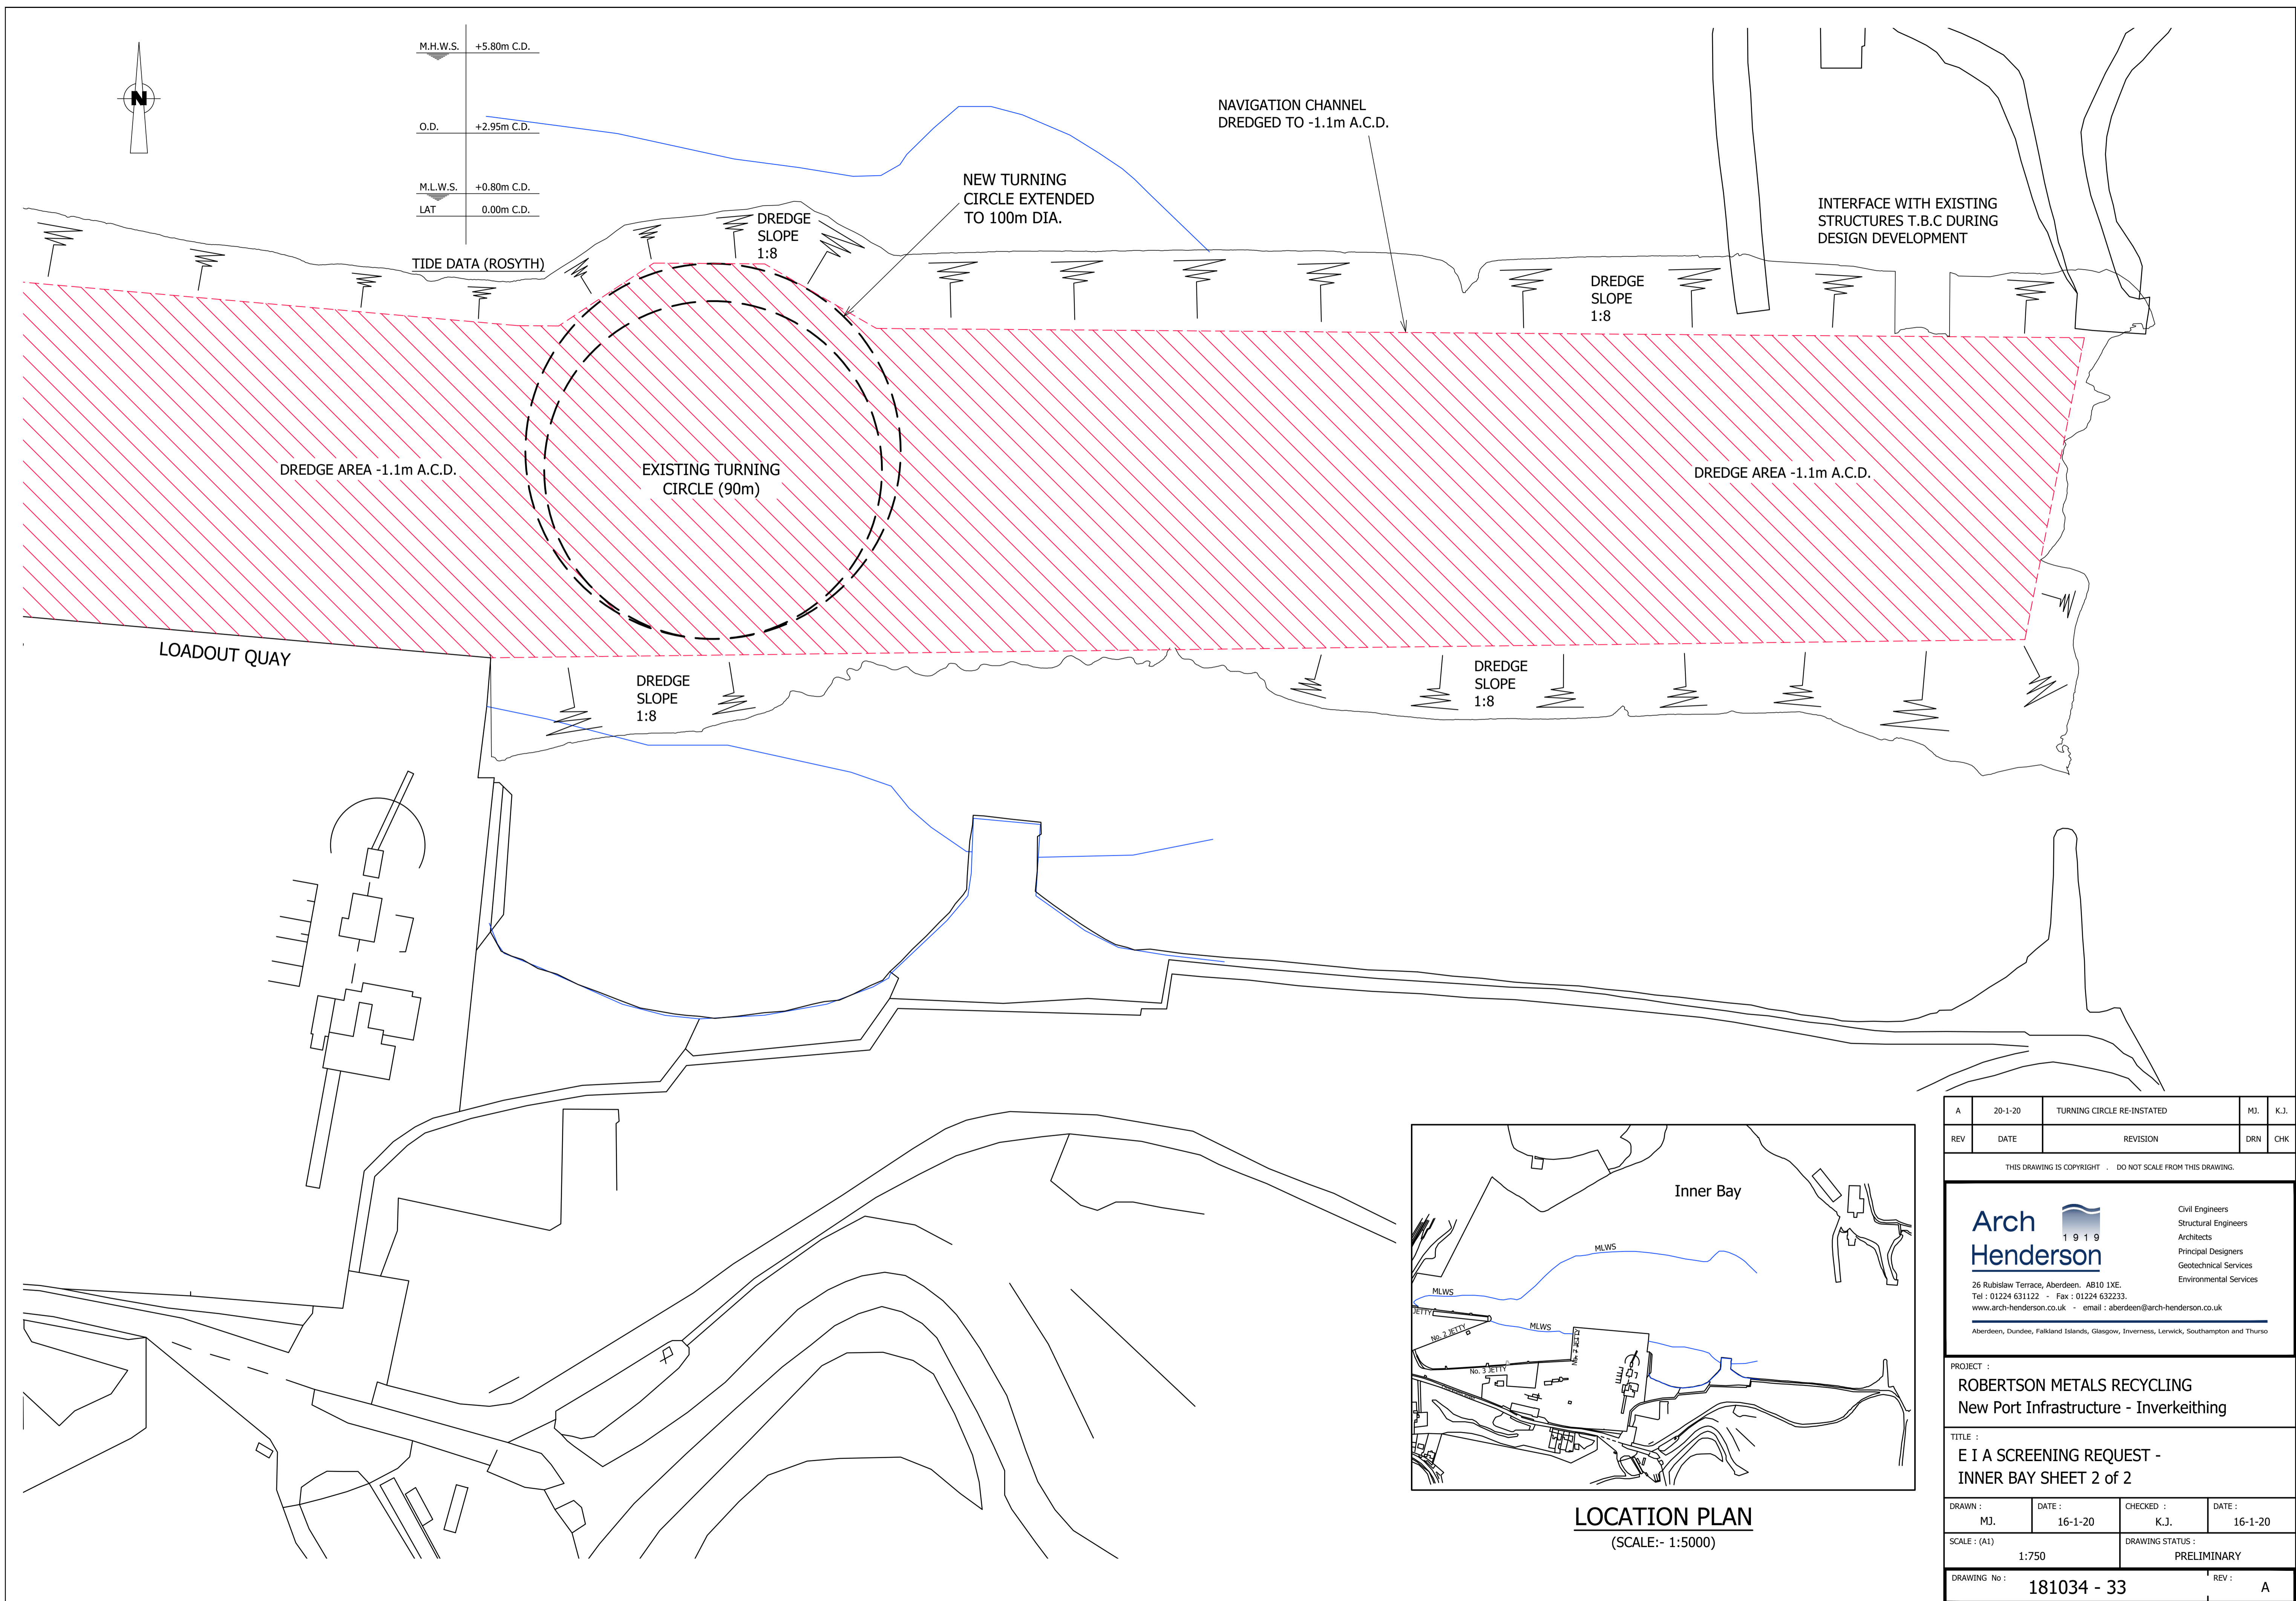 N
M.H.W.S. +5.80m C.D.
O.D. +2.95m C.D.
M.L.W.S. +0.80m C.D.
LAT 0.00m C.D.
TIDE DATA (ROSYTH)
DREDGE
SLOPE
1:8
NEW TURNING
CIRCLE EXTENDED
TO 100m DIA.
NAVIGATION CHANNEL
DREDGED TO -1.1m A.C.D.
INTERFACE WITH EXISTING
STRUCTURES T.B.C DURING
DESIGN DEVELOPMENT
DREDGE
SLOPE
1:8
DREDGE AREA -1.1m A.C.D.
EXISTING TURNING
CIRCLE (90m)
DREDGE AREA -1.1m A.C.D.
LOADOUT QUAY
DREDGE
SLOPE
1:8
DREDGE
SLOPE
1:8
Inner Bay
MLWS
MLWS
MLWS
JETTY
No. 2 JETTY
No. 3 JETTY
LOCATION PLAN
(SCALE:- 1:5000)
A 20-1-20 TURNING CIRCLE RE-INSTATED MJ. K.J.
REV DATE REVISION DRN CHK
THIS DRAWING IS COPYRIGHT . DO NOT SCALE FROM THIS DRAWING.
Arch
1919
Henderson
Civil Engineers
Structural Engineers
Architects
Principal Designers
Geotechnical Services
Environmental Services
26 Rubislaw Terrace, Aberdeen. AB10 1XE.
Tel : 01224 631122 - Fax : 01224 632233.
www.arch-henderson.co.uk - email : aberdeen@arch-henderson.co.uk
Aberdeen, Dundee, Falkland Islands, Glasgow, Inverness, Lerwick, Southampton and Thurso
PROJECT :
ROBERTSON METALS RECYCLING
New Port Infrastructure - Inverkeithing
TITLE :
E I A SCREENING REQUEST -
INNER BAY SHEET 2 of 2
DRAWN : DATE : CHECKED : DATE :
MJ. 16-1-20 K.J. 16-1-20
SCALE : (A1) DRAWING STATUS :
1:750 PRELIMINARY
DRAWING No : REV :
181034 - 33 A